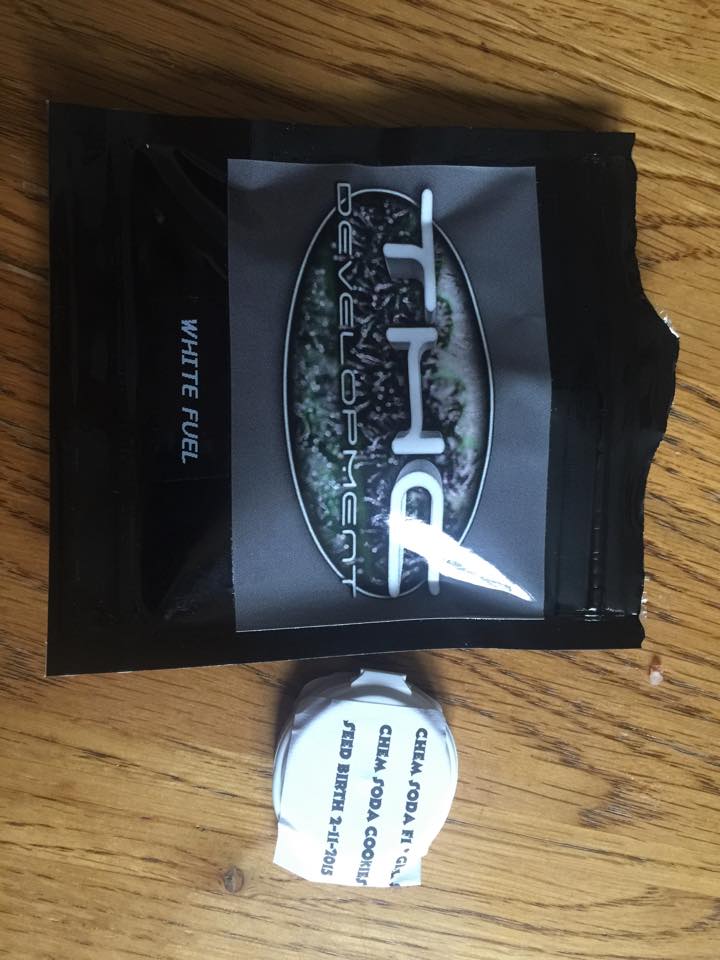 THC
DEVELOPMENT
WHITE FUEL
CHEM SODA F1
CHEM SODA COOKIES
SEED BIRTH 2-11-2015